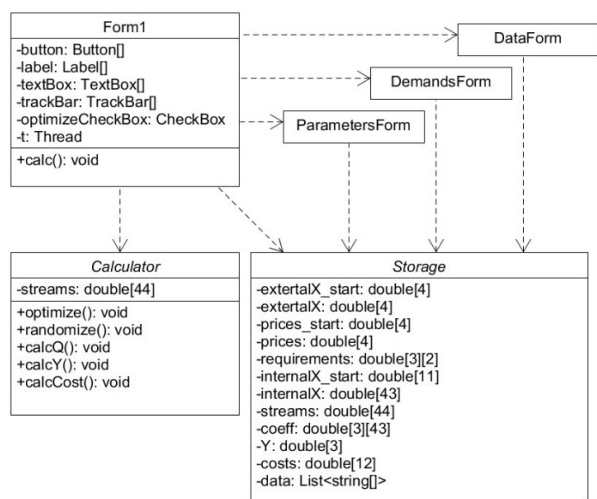 Form1
-button: Button[]
-label: Label[]
-textBox: TextBox[]
-trackBar: TrackBar[]
-optimizeCheckBox: CheckBox
-t: Thread
+calc(): void
DataForm
DemandsForm
ParametersForm
Calculator
-streams: double[44]
+optimize(): void
+randomize(): void
+calcQ(): void
+calcY(): void
+calcCost(): void
Storage
-extertalX_start: double[4]
-extertalX: double[4]
-prices_start: double[4]
-prices: double[4]
-requirements: double[3][2]
-internalX_start: double[11]
-internalX: double[43]
-streams: double[44]
-coeff: double[3][43]
-Y: double[3]
-costs: double[12]
-data: List<string[]>